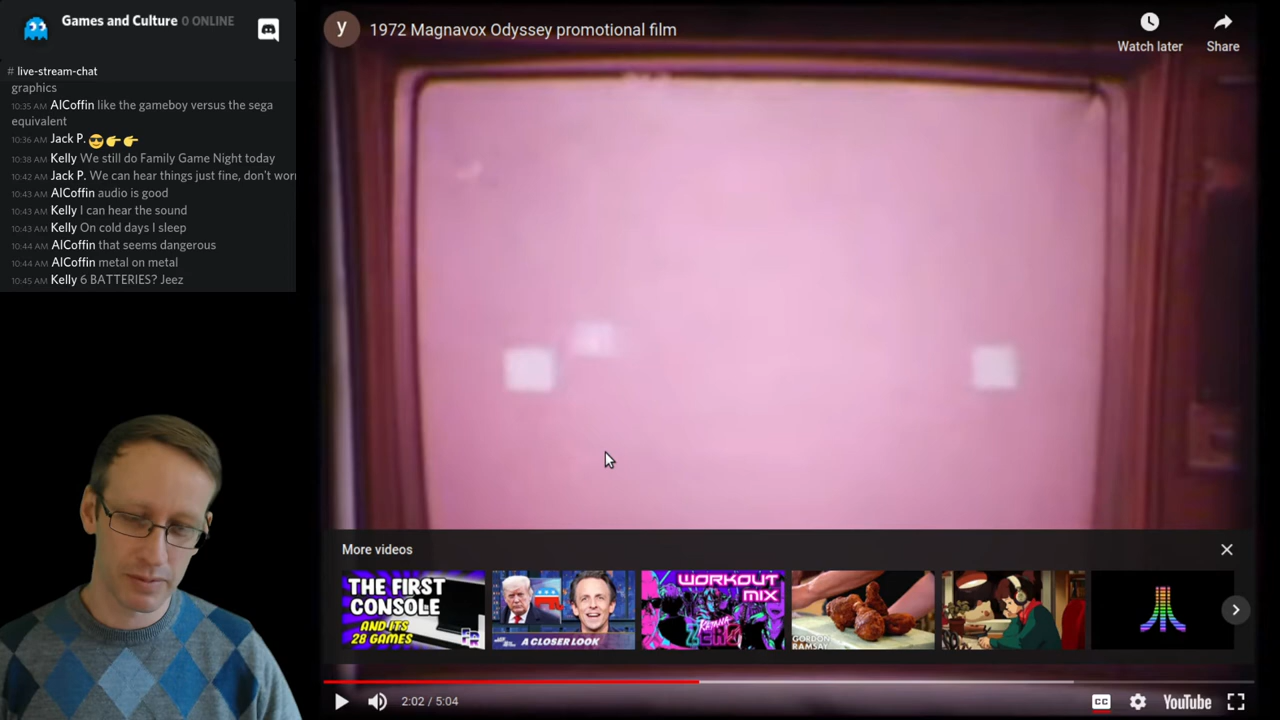 Games and Culture 0 ONLINE
# live-stream-chat
graphics
10:35 AM AlCoffin like the gameboy versus the sega
equivalent
10:36 AM Jack P. 😎👉👉
10:38 AM Kelly We still do Family Game Night today
10:42 AM Jack P. We can hear things just fine, don't wor
10:43 AM AlCoffin audio is good
10:43 AM Kelly I can hear the sound
10:43 AM Kelly On cold days I sleep
10:44 AM AlCoffin that seems dangerous
10:44 AM AlCoffin metal on metal
10:45 AM Kelly 6 BATTERIES? Jeez
y
1972 Magnavox Odyssey promotional film
Watch later
Share
More videos
THE FIRST
CONSOLE
AND ITS
28 GAMES
A CLOSER LOOK
WORKOUT
MIX
KATANA
ZERO
GORDON
RAMSAY
2:02 / 5:04
CC
YouTube